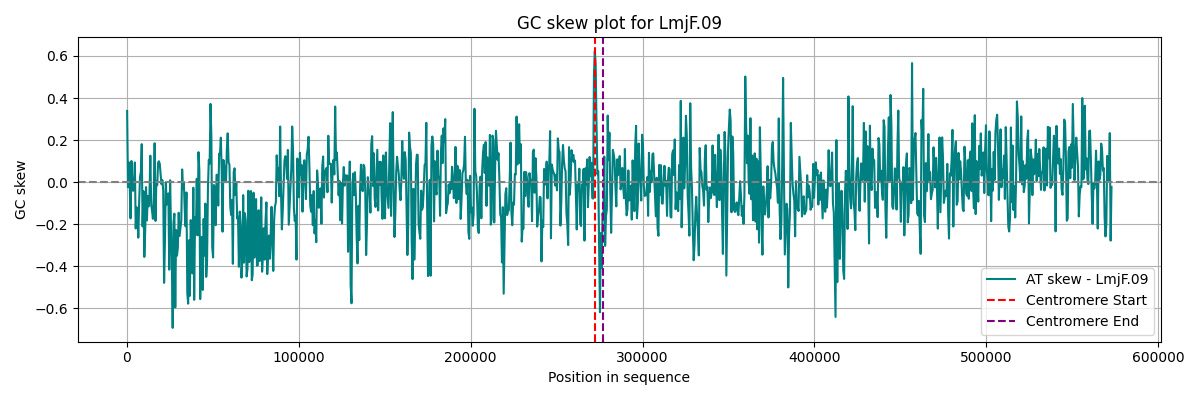 GC skew plot for LmjF.09
GC skew
0.6
0.4
0.2
0.0
−0.2
−0.4
−0.6
AT skew - LmjF.09
Centromere Start
Centromere End
0
100000
200000
300000
400000
500000
600000
Position in sequence